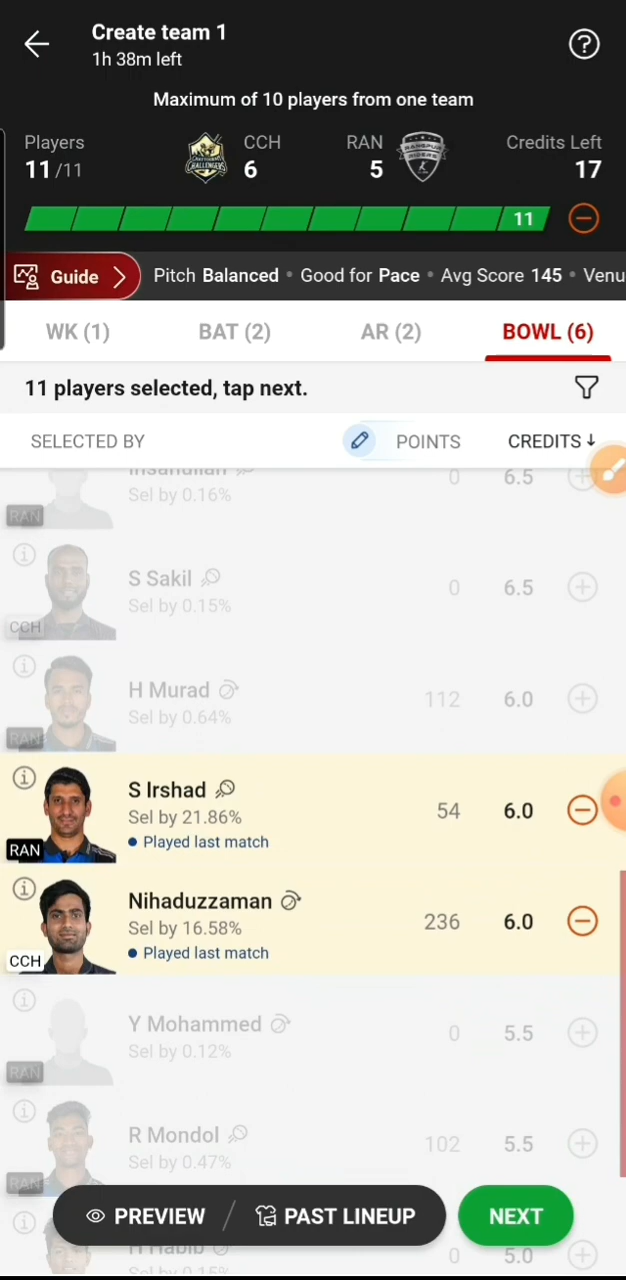 Create team 1
1h 38m left
Maximum of 10 players from one team
Players
11/11
CCH
6
RAN
5
Credits Left
17
11
Guide
Pitch Balanced • Good for Pace • Avg Score 145 • Venu
WK (1) BAT (2) AR (2) BOWL (6)
11 players selected, tap next.
SELECTED BY POINTS CREDITS ↓
Ihsanullah
Sel by 0.16% 0 6.5
RAN
S Sakil
Sel by 0.15% 0 6.5
CCH
H Murad
Sel by 0.64% 112 6.0
RAN
S Irshad
Sel by 21.86% 54 6.0
• Played last match
RAN
Nihaduzzaman
Sel by 16.58% 236 6.0
• Played last match
CCH
Y Mohammed
Sel by 0.12% 0 5.5
RAN
R Mondol
Sel by 0.47% 102 5.5
RAN
PREVIEW / PAST LINEUP NEXT
H Habib 0 5.0
Sel by 0.15%